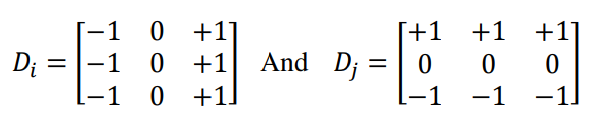 D_i = [−1 0 +1; −1 0 +1; −1 0 +1] And D_j = [+1 +1 +1; 0 0 0; −1 −1 −1]